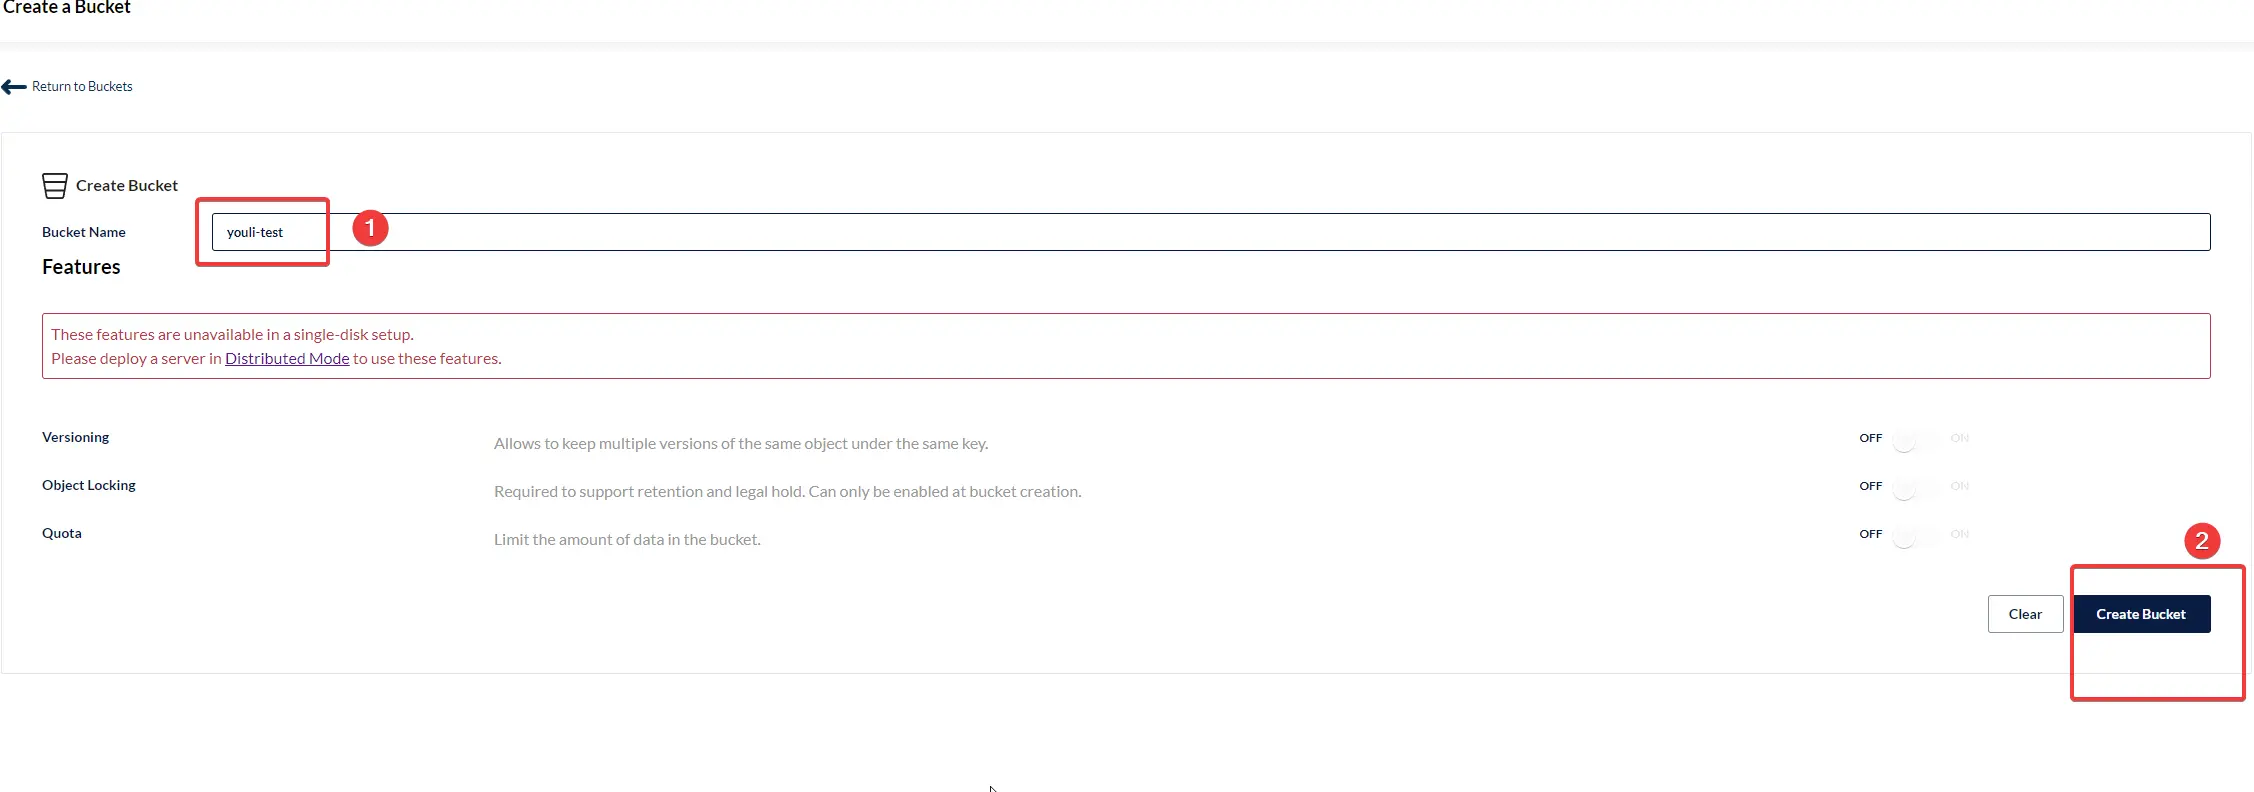 Create a Bucket
Return to Buckets
Create Bucket
Bucket Name
youli-test
1
Features
These features are unavailable in a single-disk setup.
Please deploy a server in Distributed Mode to use these features.
Versioning
Allows to keep multiple versions of the same object under the same key.
OFF ON
Object Locking
Required to support retention and legal hold. Can only be enabled at bucket creation.
OFF ON
Quota
Limit the amount of data in the bucket.
OFF ON
2
Clear
Create Bucket